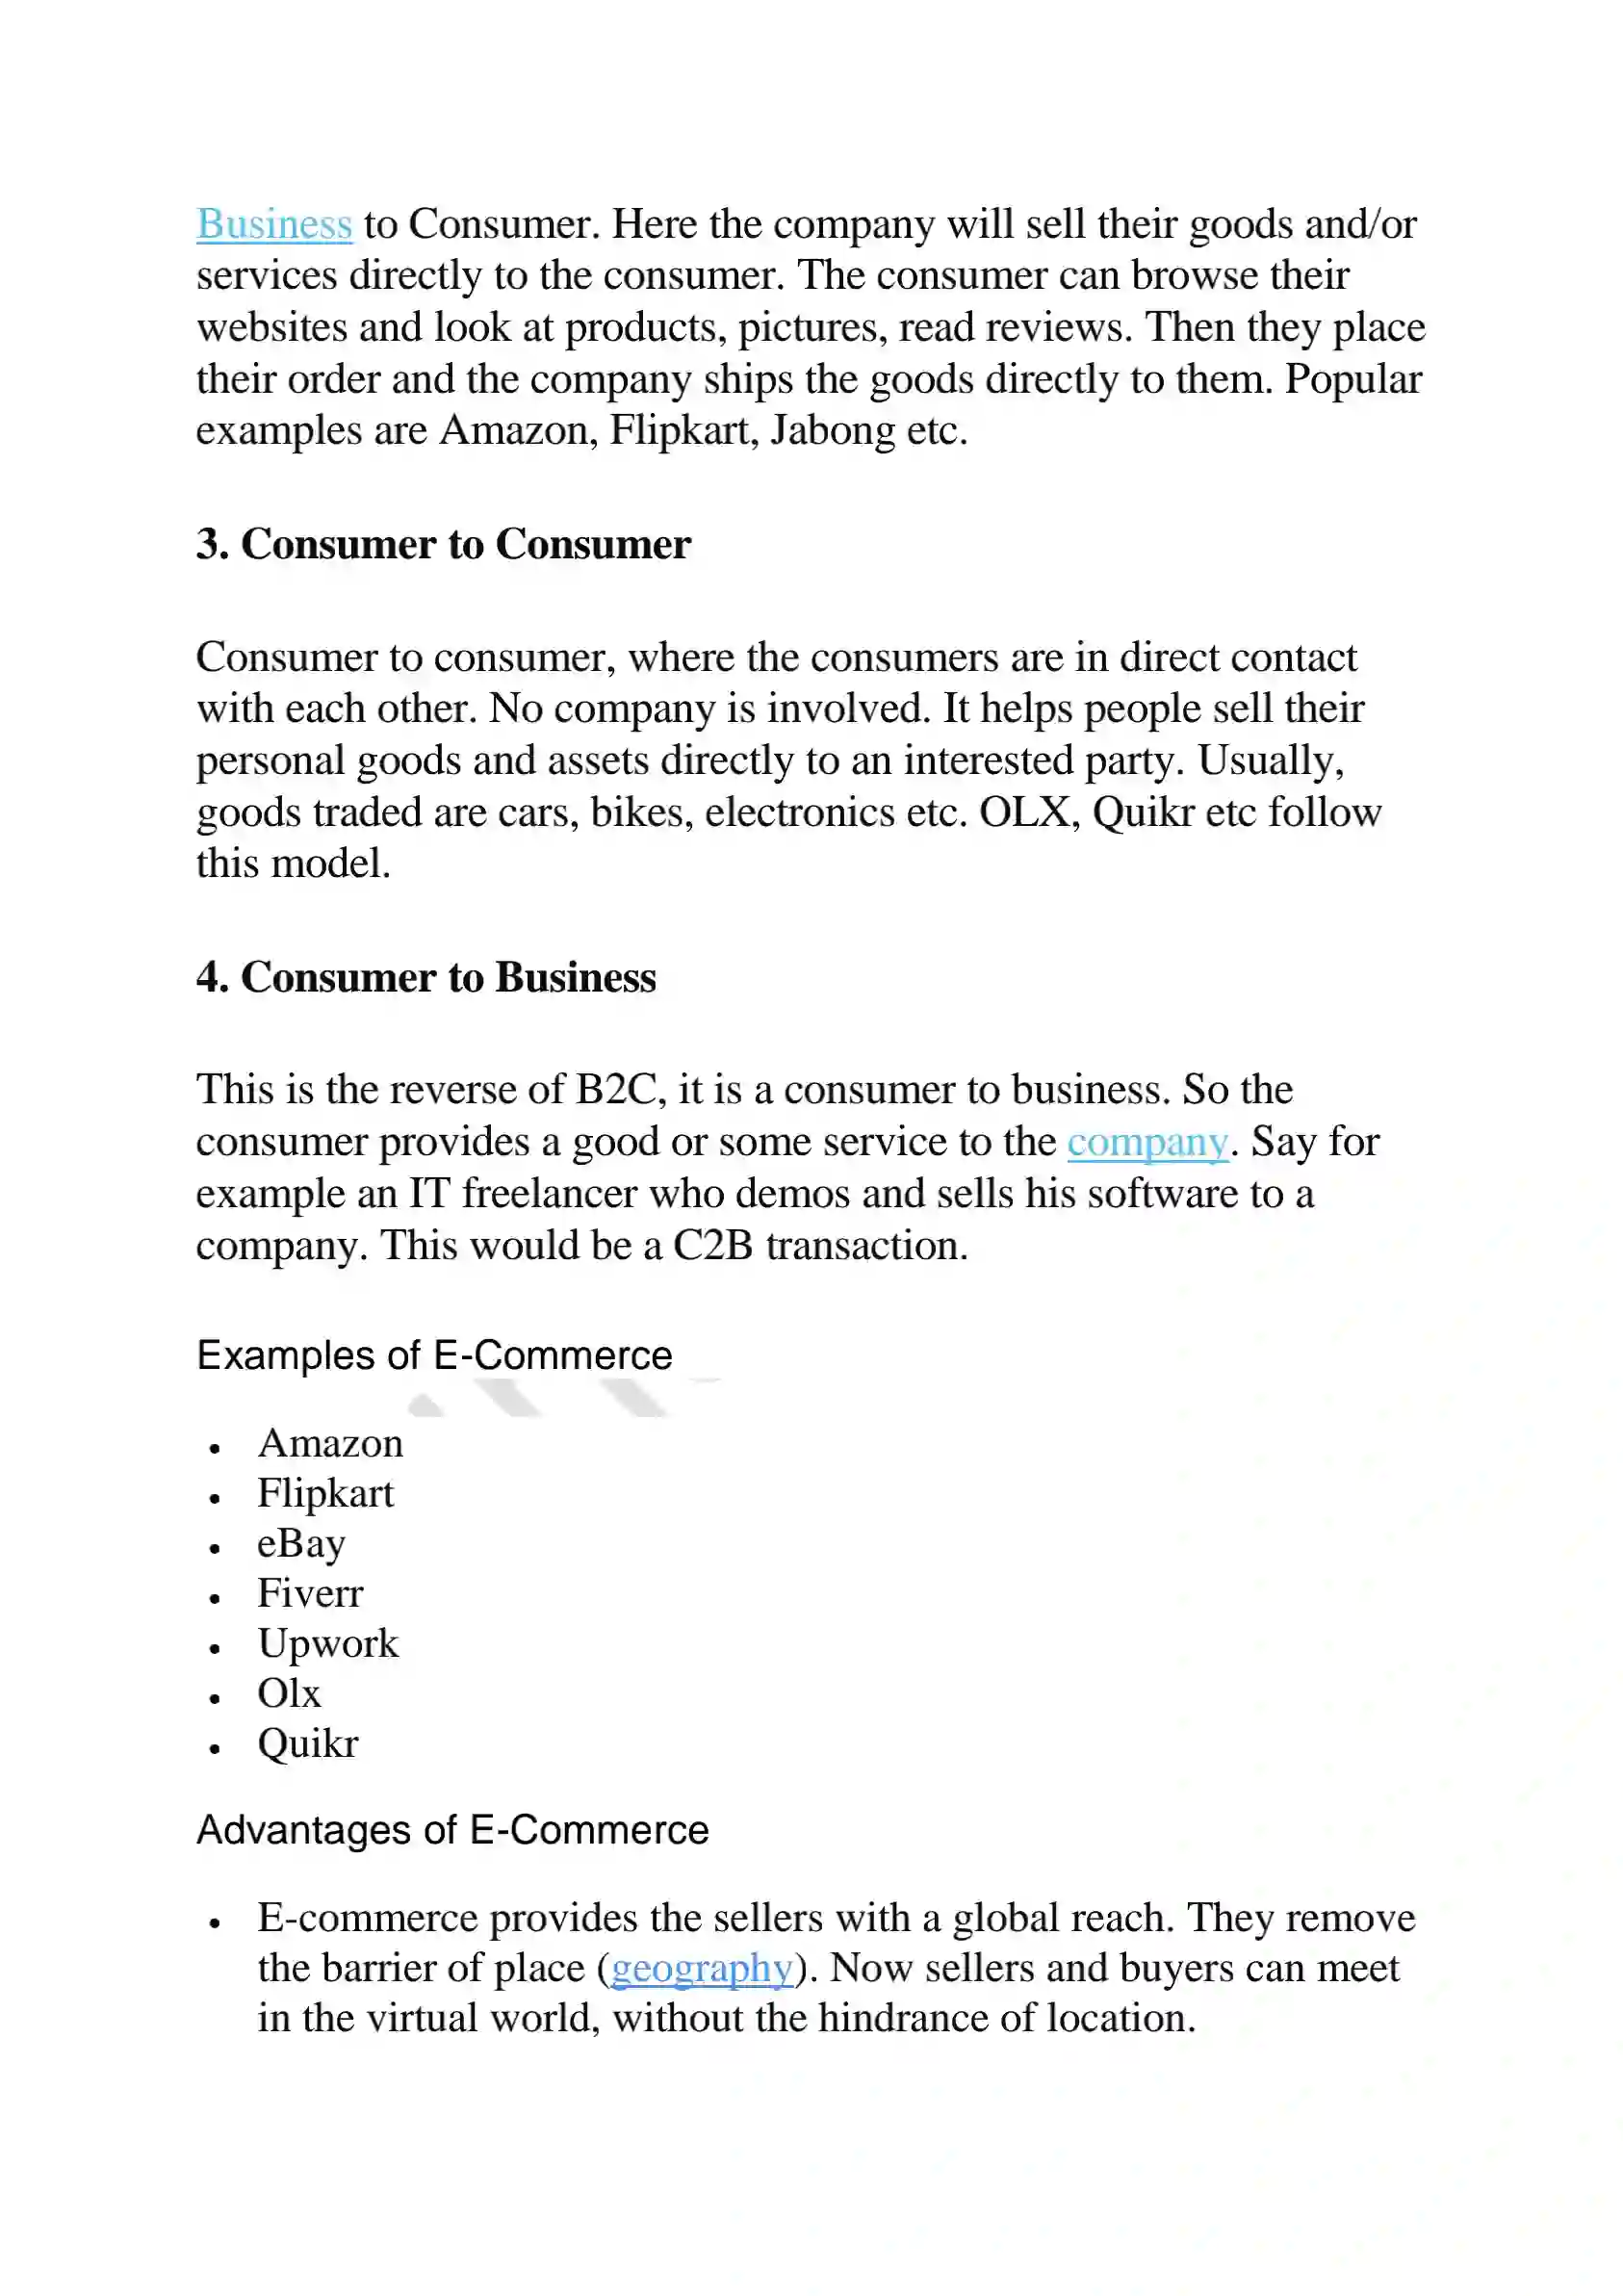 Business to Consumer. Here the company will sell their goods and/or
services directly to the consumer. The consumer can browse their
websites and look at products, pictures, read reviews. Then they place
their order and the company ships the goods directly to them. Popular
examples are Amazon, Flipkart, Jabong etc.
3. Consumer to Consumer
Consumer to consumer, where the consumers are in direct contact
with each other. No company is involved. It helps people sell their
personal goods and assets directly to an interested party. Usually,
goods traded are cars, bikes, electronics etc. OLX, Quikr etc follow
this model.
4. Consumer to Business
This is the reverse of B2C, it is a consumer to business. So the
consumer provides a good or some service to the company. Say for
example an IT freelancer who demos and sells his software to a
company. This would be a C2B transaction.
Examples of E-Commerce
• Amazon
• Flipkart
• eBay
• Fiverr
• Upwork
• Olx
• Quikr
Advantages of E-Commerce
• E-commerce provides the sellers with a global reach. They remove
the barrier of place (geography). Now sellers and buyers can meet
in the virtual world, without the hindrance of location.